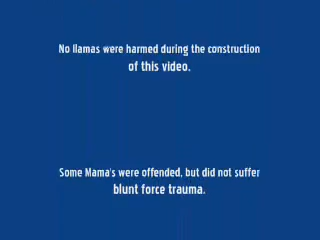 No llamas were harmed during the construction
of this video.
Some Mama's were offended, but did not suffer
blunt force trauma.